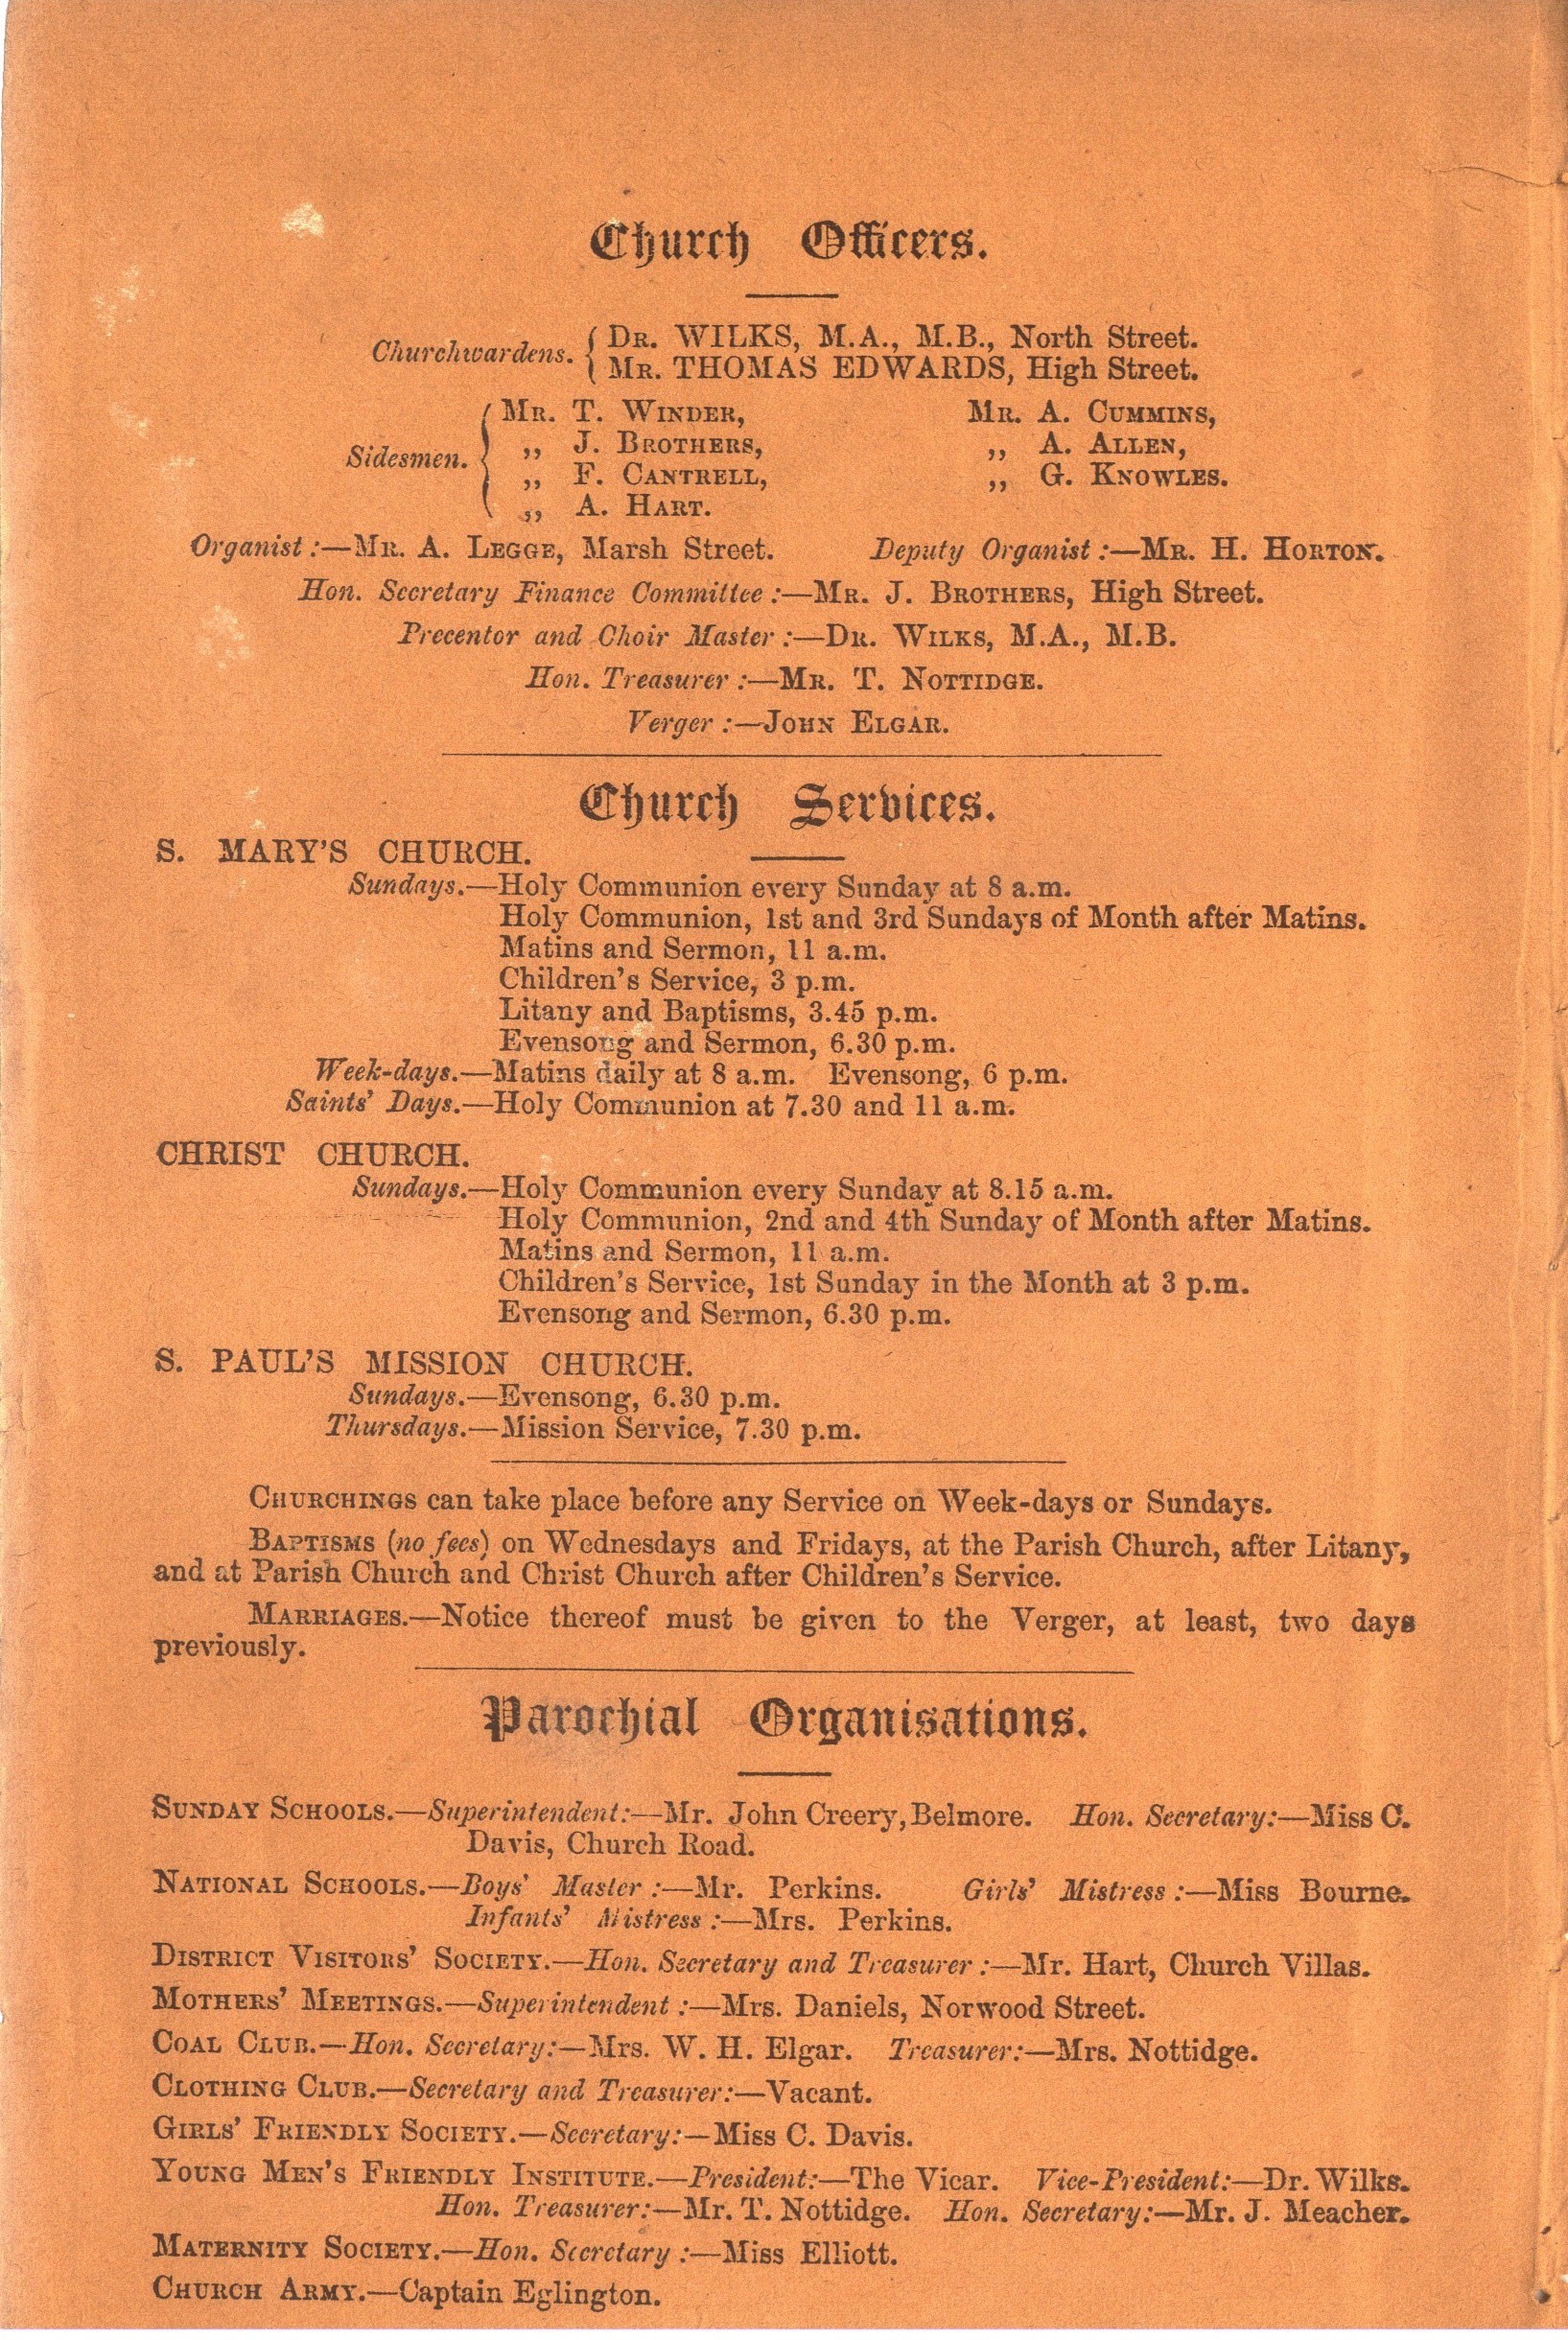 Church Officers.
Churchwardens. { DR. WILKS, M.A., M.B., North Street.
MR. THOMAS EDWARDS, High Street.
Sidesmen. { MR. T. WINDER, MR. A. CUMMINS,
„ J. BROTHERS, „ A. ALLEN,
„ F. CANTRELL, „ G. KNOWLES.
„ A. HART.
Organist :—MR. A. LEGGE, Marsh Street. Deputy Organist :—MR. H. HORTON.
Hon. Secretary Finance Committee :—MR. J. BROTHERS, High Street.
Precentor and Choir Master :—DR. WILKS, M.A., M.B.
Hon. Treasurer :—MR. T. NOTTIDGE.
Verger :—JOHN ELGAR.
Church Services.
S. MARY'S CHURCH.
Sundays.—Holy Communion every Sunday at 8 a.m.
Holy Communion, 1st and 3rd Sundays of Month after Matins.
Matins and Sermon, 11 a.m.
Children's Service, 3 p.m.
Litany and Baptisms, 3.45 p.m.
Evensong and Sermon, 6.30 p.m.
Week-days.—Matins daily at 8 a.m. Evensong, 6 p.m.
Saints' Days.—Holy Communion at 7.30 and 11 a.m.
CHRIST CHURCH.
Sundays.—Holy Communion every Sunday at 8.15 a.m.
Holy Communion, 2nd and 4th Sunday of Month after Matins.
Matins and Sermon, 11 a.m.
Children's Service, 1st Sunday in the Month at 3 p.m.
Evensong and Sermon, 6.30 p.m.
S. PAUL'S MISSION CHURCH.
Sundays.—Evensong, 6.30 p.m.
Thursdays.—Mission Service, 7.30 p.m.
CHURCHINGS can take place before any Service on Week-days or Sundays.
BAPTISMS (no fees) on Wednesdays and Fridays, at the Parish Church, after Litany,
and at Parish Church and Christ Church after Children's Service.
MARRIAGES.—Notice thereof must be given to the Verger, at least, two days
previously.
Parochial Organisations.
SUNDAY SCHOOLS.—Superintendent:—Mr. John Creery, Belmore. Hon. Secretary:—Miss C.
Davis, Church Road.
NATIONAL SCHOOLS.—Boys' Master :—Mr. Perkins. Girls' Mistress :—Miss Bourne.
Infants' Mistress :—Mrs. Perkins.
DISTRICT VISITORS' SOCIETY.—Hon. Secretary and Treasurer :—Mr. Hart, Church Villas.
MOTHERS' MEETINGS.—Superintendent :—Mrs. Daniels, Norwood Street.
COAL CLUB.—Hon. Secretary:—Mrs. W. H. Elgar. Treasurer:—Mrs. Nottidge.
CLOTHING CLUB.—Secretary and Treasurer:—Vacant.
GIRLS' FRIENDLY SOCIETY.—Secretary:—Miss C. Davis.
YOUNG MEN'S FRIENDLY INSTITUTE.—President:—The Vicar. Vice-President:—Dr. Wilks.
Hon. Treasurer:—Mr. T. Nottidge. Hon. Secretary:—Mr. J. Meacher.
MATERNITY SOCIETY.—Hon. Secretary :—Miss Elliott.
CHURCH ARMY.—Captain Eglington.